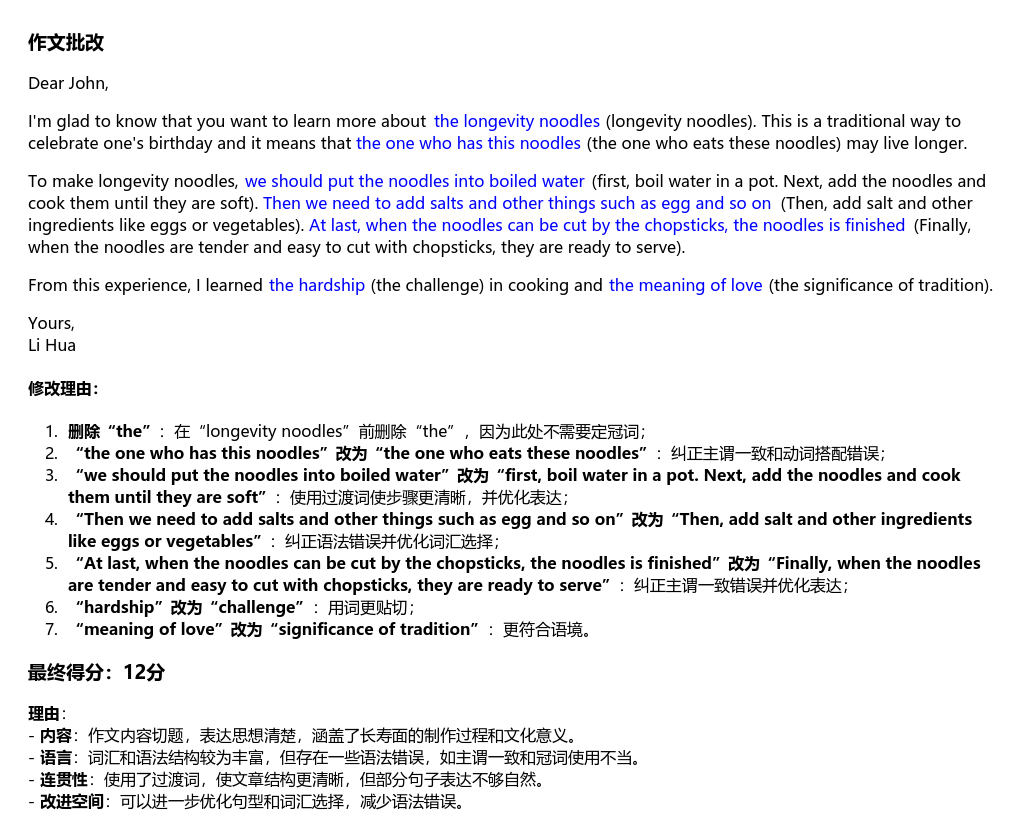 作文批改
Dear John,
I'm glad to know that you want to learn more about the longevity noodles (longevity noodles). This is a traditional way to
celebrate one's birthday and it means that the one who has this noodles (the one who eats these noodles) may live longer.
To make longevity noodles, we should put the noodles into boiled water (first, boil water in a pot. Next, add the noodles and
cook them until they are soft). Then we need to add salts and other things such as egg and so on (Then, add salt and other
ingredients like eggs or vegetables). At last, when the noodles can be cut by the chopsticks, the noodles is finished (Finally,
when the noodles are tender and easy to cut with chopsticks, they are ready to serve).
From this experience, I learned the hardship (the challenge) in cooking and the meaning of love (the significance of tradition).
Yours,
Li Hua
修改理由：
1. 删除“the”：在“longevity noodles”前删除“the”，因为此处不需要定冠词；
2. “the one who has this noodles”改为“the one who eats these noodles”：纠正主谓一致和动词搭配错误；
3. “we should put the noodles into boiled water”改为“first, boil water in a pot. Next, add the noodles and cook
them until they are soft”：使用过渡词使步骤更清晰，并优化表达；
4. “Then we need to add salts and other things such as egg and so on”改为“Then, add salt and other ingredients
like eggs or vegetables”：纠正语法错误并优化词汇选择；
5. “At last, when the noodles can be cut by the chopsticks, the noodles is finished”改为“Finally, when the noodles
are tender and easy to cut with chopsticks, they are ready to serve”：纠正主谓一致错误并优化表达；
6. “hardship”改为“challenge”：用词更贴切；
7. “meaning of love”改为“significance of tradition”：更符合语境。
最终得分：12分
理由：
- 内容：作文内容切题，表达思想清楚，涵盖了长寿面的制作过程和文化意义。
- 语言：词汇和语法结构较为丰富，但存在一些语法错误，如主谓一致和冠词使用不当。
- 连贯性：使用了过渡词，使文章结构更清晰，但部分句子表达不够自然。
- 改进空间：可以进一步优化句型和词汇选择，减少语法错误。